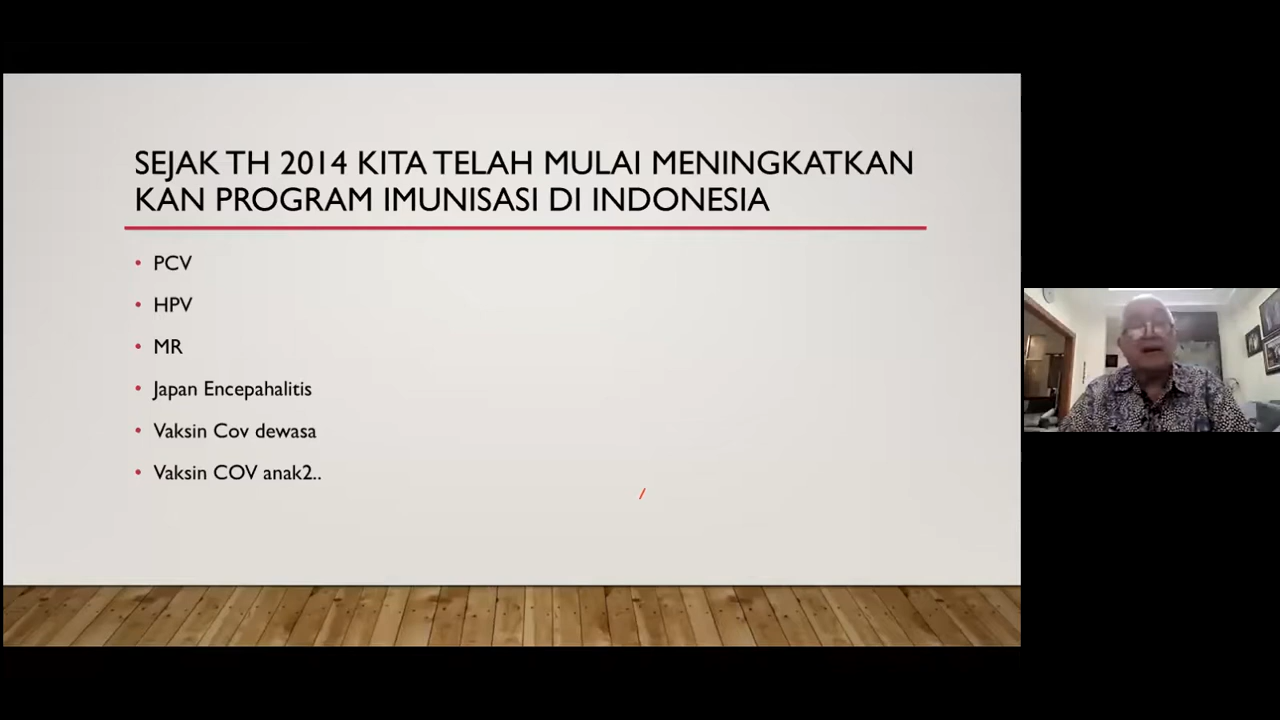 SEJAK TH 2014 KITA TELAH MULAI MENINGKATKAN
KAN PROGRAM IMUNISASI DI INDONESIA
• PCV
• HPV
• MR
• Japan Encepahalitis
• Vaksin Cov dewasa
• Vaksin COV anak2..